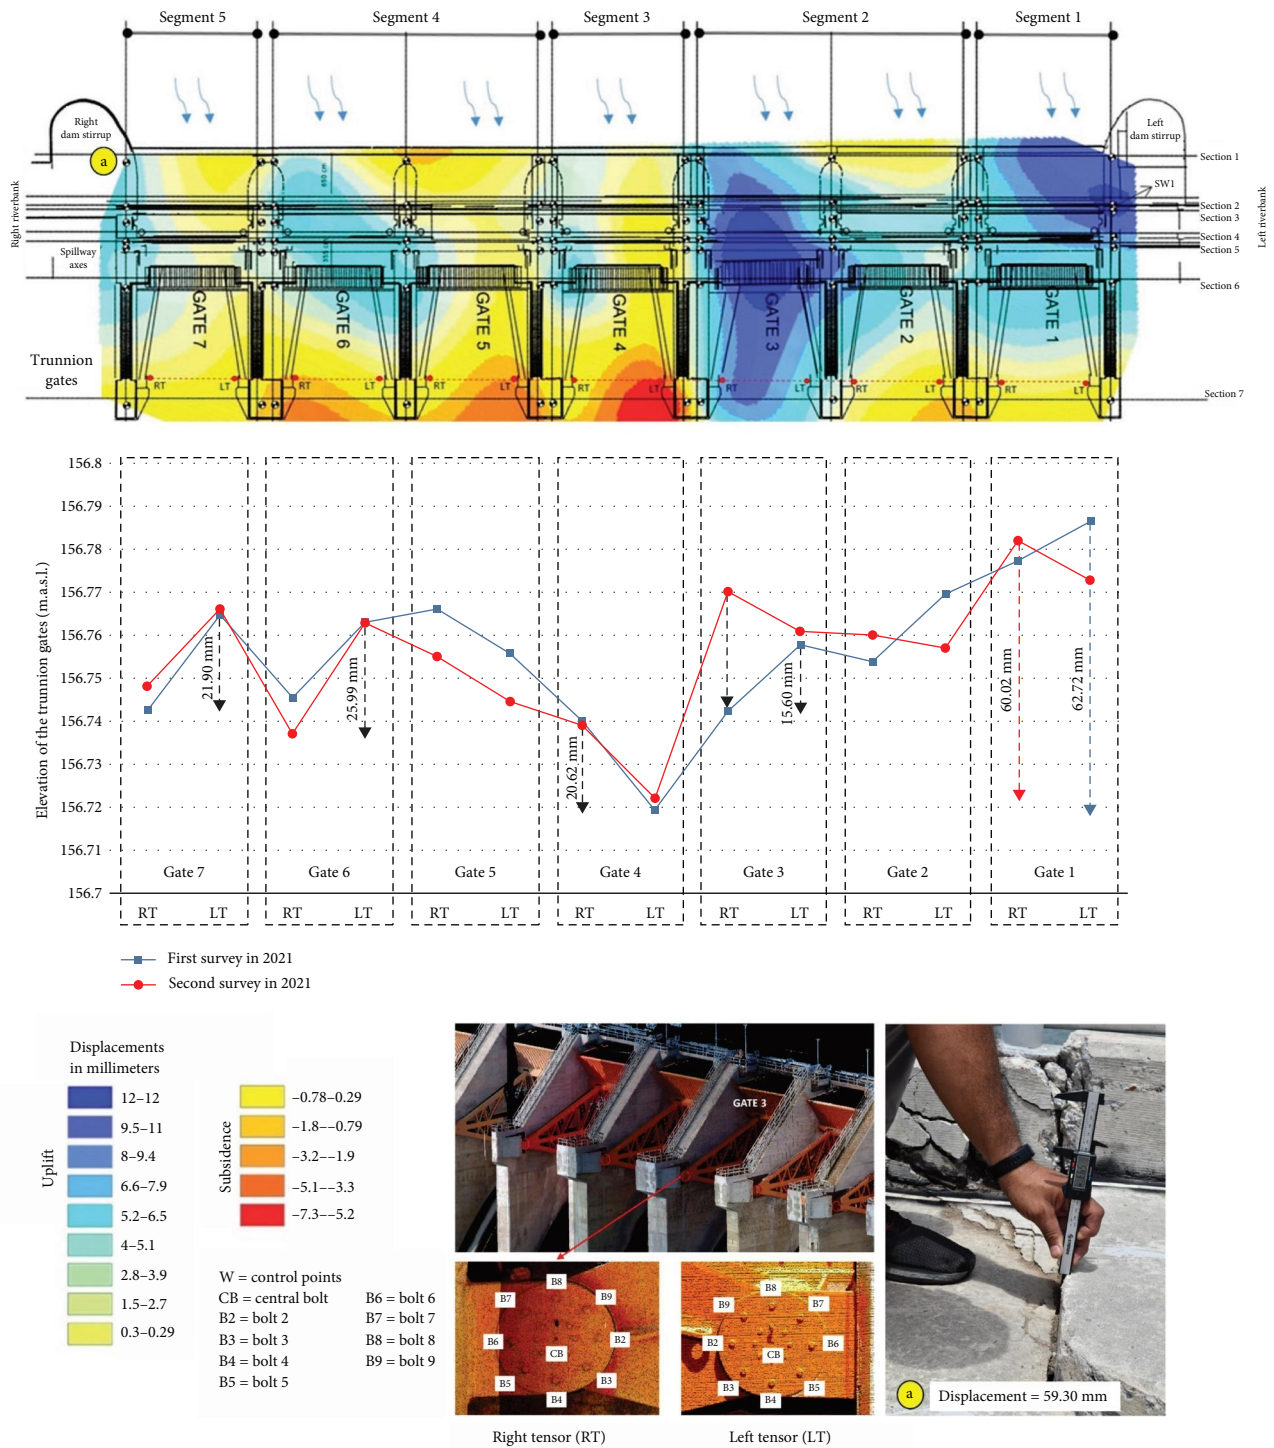 Segment 5
Segment 4
Segment 3
Segment 2
Segment 1
Right
dam stirrup
a
Left
dam stirrup
Section 1
SW1
Section 2
Section 3
Section 4
Section 5
Section 6
Section 7
Right riverbank
Left riverbank
Spillway
axes
Trunnion
gates
GATE 7
GATE 6
GATE 5
GATE 4
GATE 3
GATE 2
GATE 1
RT LT RT LT RT LT RT LT RT LT RT LT RT LT
Elevation of the trunnion gates (m.a.s.l.)
156.8
156.79
156.78
156.77
156.76
156.75
156.74
156.73
156.72
156.71
156.7
21.90 mm
25.99 mm
20.62 mm
15.60 mm
60.02 mm
62.72 mm
Gate 7
Gate 6
Gate 5
Gate 4
Gate 3
Gate 2
Gate 1
RT LT RT LT RT LT RT LT RT LT RT LT RT LT
First survey in 2021
Second survey in 2021
Displacements
in millimeters
Uplift
12–12
9.5–11
8–9.4
6.6–7.9
5.2–6.5
4–5.1
2.8–3.9
1.5–2.7
0.3–0.29
Subsidence
–0.78–0.29
–1.8––0.79
–3.2––1.9
–5.1––3.3
–7.3––5.2
W = control points
CB = central bolt
B2 = bolt 2
B3 = bolt 3
B4 = bolt 4
B5 = bolt 5
B6 = bolt 6
B7 = bolt 7
B8 = bolt 8
B9 = bolt 9
GATE 3
B8
B7
B9
B6
B2
CB
B5
B3
B4
Right tensor (RT)
B8
B9
B7
B2
B6
CB
B3
B5
B4
Left tensor (LT)
a
Displacement = 59.30 mm